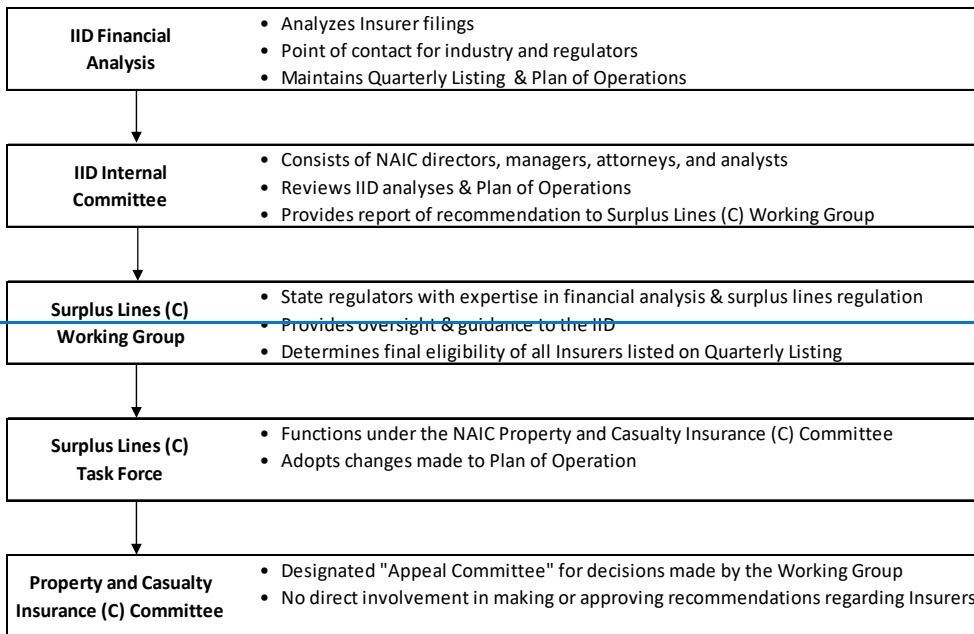 IID Financial
Analysis
• Analyzes Insurer filings
• Point of contact for industry and regulators
• Maintains Quarterly Listing & Plan of Operations
IID Internal
Committee
• Consists of NAIC directors, managers, attorneys, and analysts
• Reviews IID analyses & Plan of Operations
• Provides report of recommendation to Surplus Lines (C) Working Group
Surplus Lines (C)
Working Group
• State regulators with expertise in financial analysis & surplus lines regulation
• Provides oversight & guidance to the IID
• Determines final eligibility of all Insurers listed on Quarterly Listing
Surplus Lines (C)
Task Force
• Functions under the NAIC Property and Casualty Insurance (C) Committee
• Adopts changes made to Plan of Operation
Property and Casualty
Insurance (C) Committee
• Designated "Appeal Committee" for decisions made by the Working Group
• No direct involvement in making or approving recommendations regarding Insurers